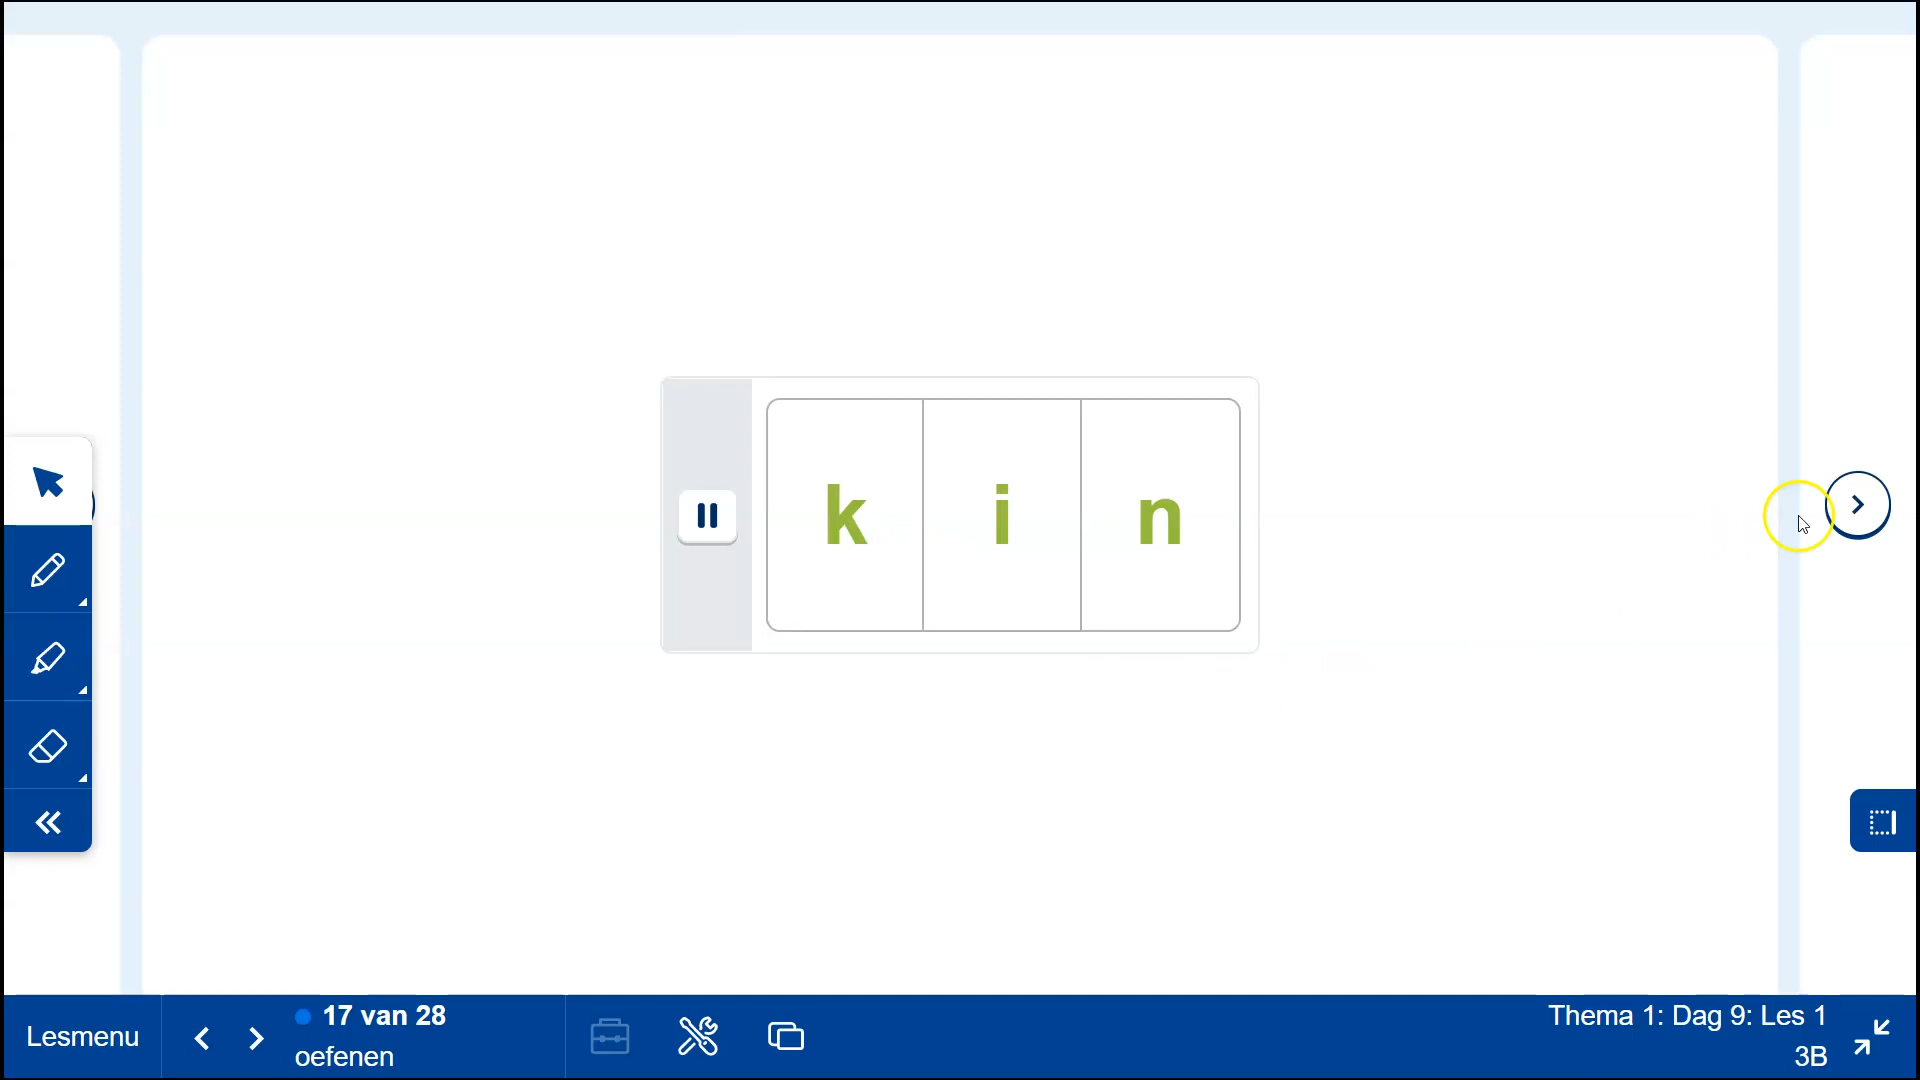 k i n
Lesmenu
17 van 28
oefenen
Thema 1: Dag 9: Les 1
3B